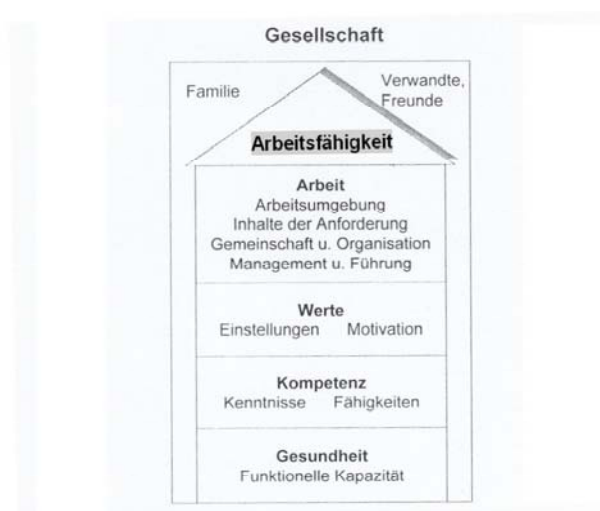 Gesellschaft
Familie
Verwandte,
Freunde
Arbeitsfähigkeit
Arbeit
Arbeitsumgebung
Inhalte der Anforderung
Gemeinschaft u. Organisation
Management u. Führung
Werte
Einstellungen Motivation
Kompetenz
Kenntnisse Fähigkeiten
Gesundheit
Funktionelle Kapazität